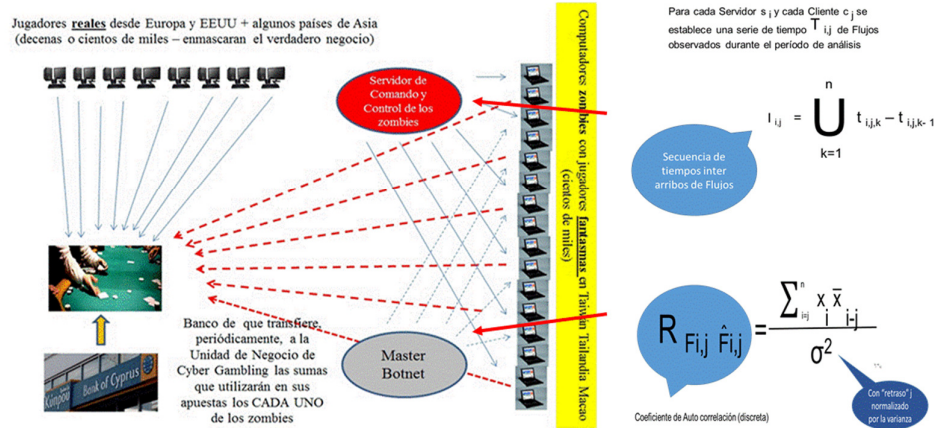 Jugadores reales desde Europa y EEUU + algunos países de Asia
(decenas o cientos de miles – enmascaran el verdadero negocio)
Servidor de
Comando y
Control de los
zombies
Computadores zombies con jugadores fantasmas en Taiwán Tailandia Macao
(cientos de miles)
Banco de que transfiere,
periódicamente, a la
Unidad de Negocio de
Cyber Gambling las sumas
que utilizarán en sus
apuestas los CADA UNO
de los zombies
Master
Botnet
Bank of Cyprus
Para cada Servidor s i y cada Cliente c j se
establece una serie de tiempo T i,j de Flujos
observados durante el período de análisis
I i,j = n U k=1 t i,j,k – t i,j,k- 1
Secuencia de
tiempos inter
arribos de Flujos
R Fi,j F̂i,j = ∑ n i=j x i x̄ i-j / σ2
Con "retraso" j
normalizado
por la varianza
Coeficiente de Auto correlación (discreta)